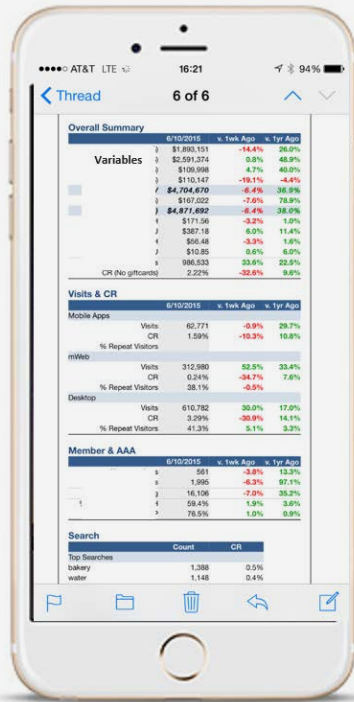 AT&T LTE 16:21 94%
Thread 6 of 6
Overall Summary
6/10/2015 v. 1wk Ago v. 1yr Ago
$1,893,151 -14.4% 26.0%
Variables $2,591,374 0.8% 48.9%
$109,998 4.7% 40.0%
$110,147 -19.1% -4.4%
$4,704,670 -6.4% 36.9%
$167,022 -7.6% 78.9%
$4,871,692 -6.4% 38.0%
$171.56 -3.2% 1.0%
$387.18 6.0% 11.4%
$56.48 -3.3% 1.6%
$10.85 0.6% 6.0%
s 986,533 33.6% 22.5%
CR (No giftcards) 2.22% -32.6% 9.6%
Visits & CR
6/10/2015 v. 1wk Ago v. 1yr Ago
Mobile Apps
Visits 62,771 -0.9% 29.7%
CR 1.59% -10.3% 10.8%
% Repeat Visitors
mWeb
Visits 312,980 52.5% 33.4%
CR 0.24% -34.7% 7.6%
% Repeat Visitors 38.1% -0.5%
Desktop
Visits 610,782 30.0% 17.0%
CR 3.29% -30.9% 14.1%
% Repeat Visitors 41.3% 5.1% 3.3%
Member & AAA
6/10/2015 v. 1wk Ago v. 1yr Ago
s 561 -3.8% 13.3%
s 1,995 -6.3% 97.1%
16,106 -7.0% 35.2%
59.4% 1.9% 3.6%
76.5% 1.0% 0.9%
Search
Count CR
Top Searches
bakery 1,388 0.5%
water 1,148 0.4%